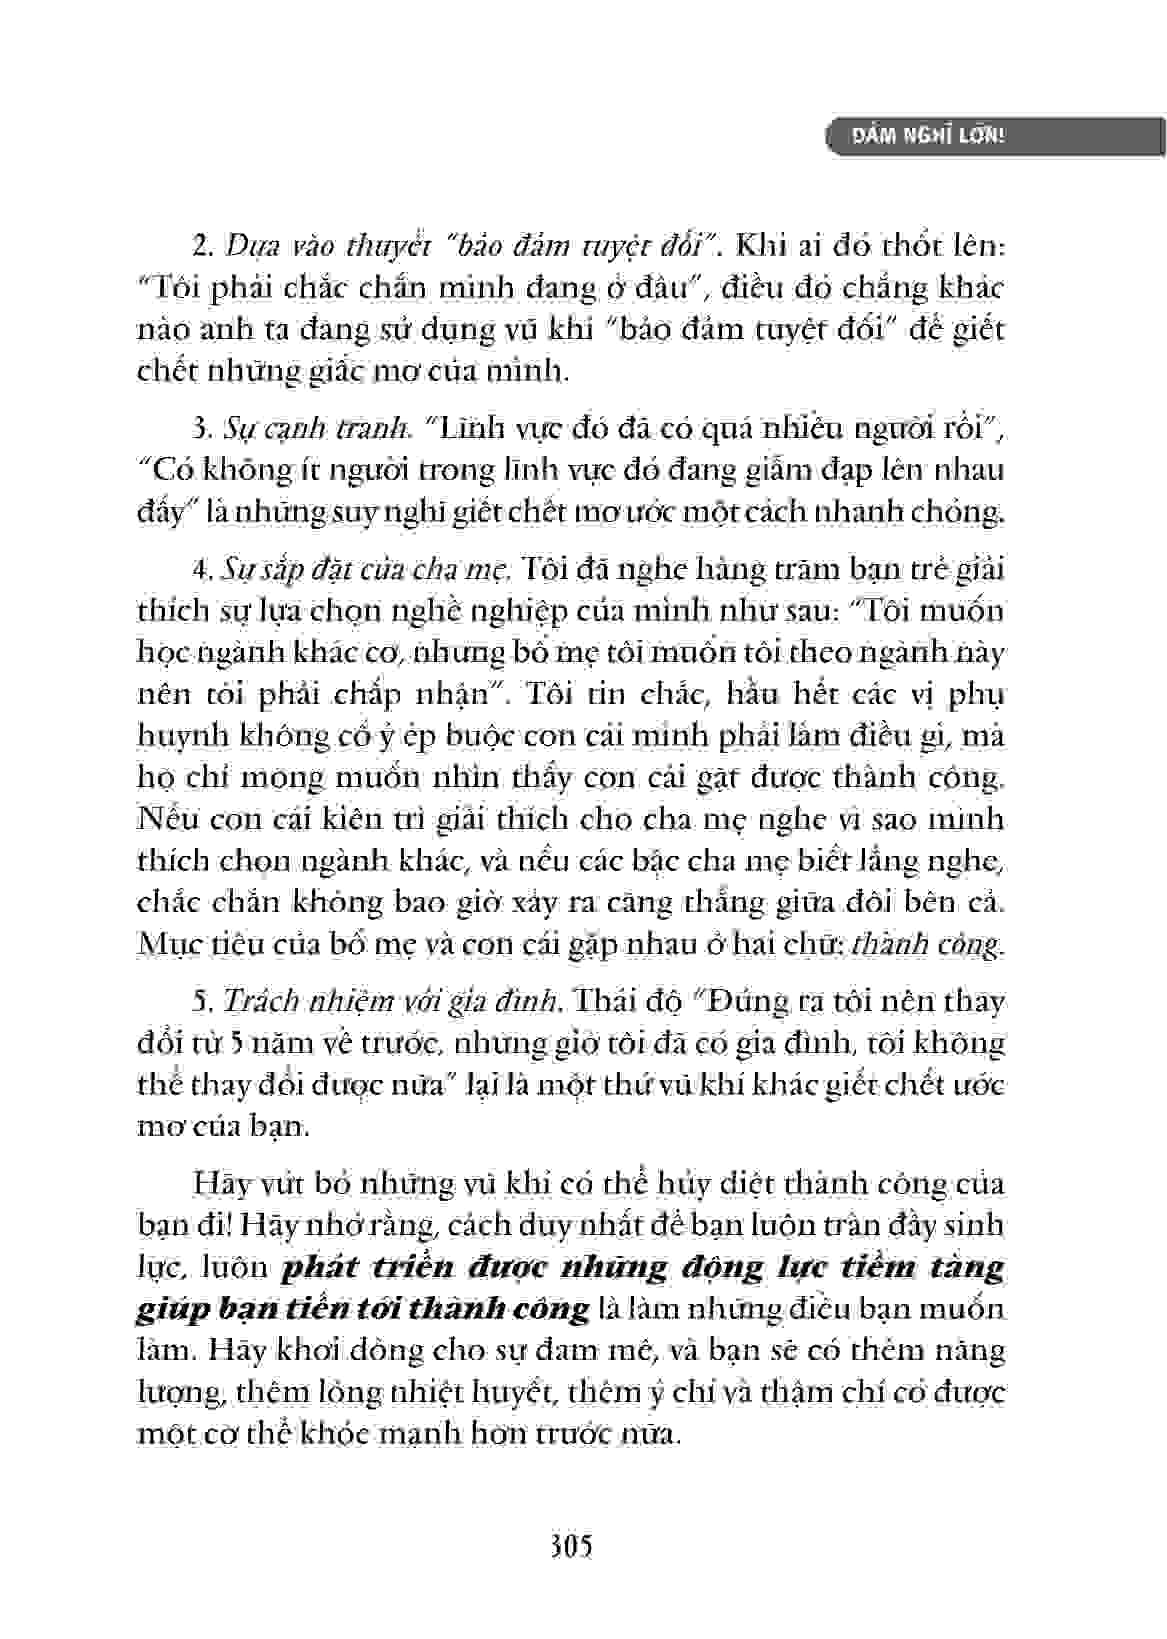 DÁM NGHĨ LỚN!
2. Dựa vào thuyết "bảo đảm tuyệt đối". Khi ai đó thốt lên:
"Tôi phải chắc chắn mình đang ở đâu", điều đó chẳng khác
nào anh ta đang sử dụng vũ khí "bảo đảm tuyệt đối" để giết
chết những giấc mơ của mình.
3. Sự cạnh tranh. "Lĩnh vực đó đã có quá nhiều người rồi",
"Có không ít người trong lĩnh vực đó đang giẫm đạp lên nhau
đấy" là những suy nghĩ giết chết mơ ước một cách nhanh chóng.
4. Sự sắp đặt của cha mẹ. Tôi đã nghe hàng trăm bạn trẻ giải
thích sự lựa chọn nghề nghiệp của mình như sau: "Tôi muốn
học ngành khác cơ, nhưng bố mẹ tôi muốn tôi theo ngành này
nên tôi phải chấp nhận". Tôi tin chắc, hầu hết các vị phụ
huynh không cố ý ép buộc con cái mình phải làm điều gì, mà
họ chỉ mong muốn nhìn thấy con cái gặt được thành công.
Nếu con cái kiên trì giải thích cho cha mẹ nghe vì sao mình
thích chọn ngành khác, và nếu các bậc cha mẹ biết lắng nghe,
chắc chắn không bao giờ xảy ra căng thẳng giữa đôi bên cả.
Mục tiêu của bố mẹ và con cái gặp nhau ở hai chữ: thành công.
5. Trách nhiệm với gia đình. Thái độ "Đúng ra tôi nên thay
đổi từ 5 năm về trước, nhưng giờ tôi đã có gia đình, tôi không
thể thay đổi được nữa" lại là một thứ vũ khí khác giết chết ước
mơ của bạn.
Hãy vứt bỏ những vũ khí có thể hủy diệt thành công của
bạn đi! Hãy nhớ rằng, cách duy nhất để bạn luôn tràn đầy sinh
lực, luôn phát triển được những động lực tiềm tàng
giúp bạn tiến tới thành công là làm những điều bạn muốn
làm. Hãy khơi dòng cho sự đam mê, và bạn sẽ có thêm năng
lượng, thêm lòng nhiệt huyết, thêm ý chí và thậm chí có được
một cơ thể khỏe mạnh hơn trước nữa.
305